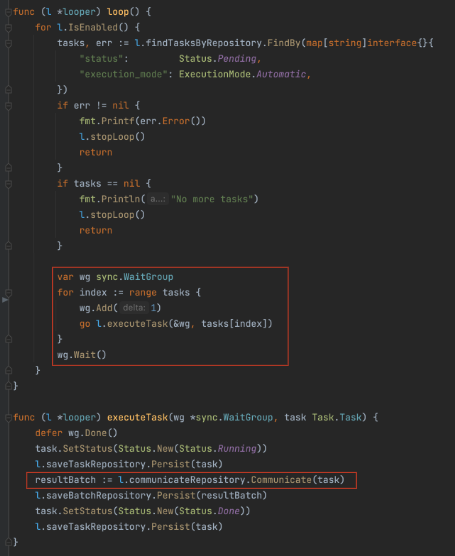 func (l *looper) loop() {
    for l.IsEnabled() {
        tasks, err := l.findTasksByRepository.FindBy(map[string]interface{}{
            "status":         Status.Pending,
            "execution_mode": ExecutionMode.Automatic,
        })
        if err != nil {
            fmt.Printf(err.Error())
            l.stopLoop()
            return
        }
        if tasks == nil {
            fmt.Println( a...: "No more tasks")
            l.stopLoop()
            return
        }
        var wg sync.WaitGroup
        for index := range tasks {
            wg.Add( delta: 1)
            go l.executeTask(&wg, tasks[index])
        }
        wg.Wait()
    }
}
func (l *looper) executeTask(wg *sync.WaitGroup, task Task.Task) {
    defer wg.Done()
    task.SetStatus(Status.New(Status.Running))
    l.saveTaskRepository.Persist(task)
    resultBatch := l.communicateRepository.Communicate(task)
    l.saveBatchRepository.Persist(resultBatch)
    task.SetStatus(Status.New(Status.Done))
    l.saveTaskRepository.Persist(task)
}